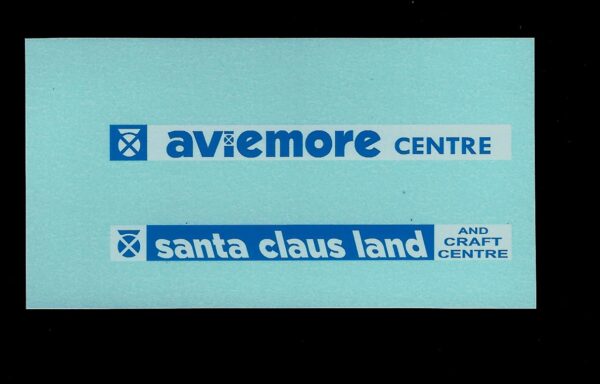 aviemore CENTRE
santa claus land AND
CRAFT
CENTRE